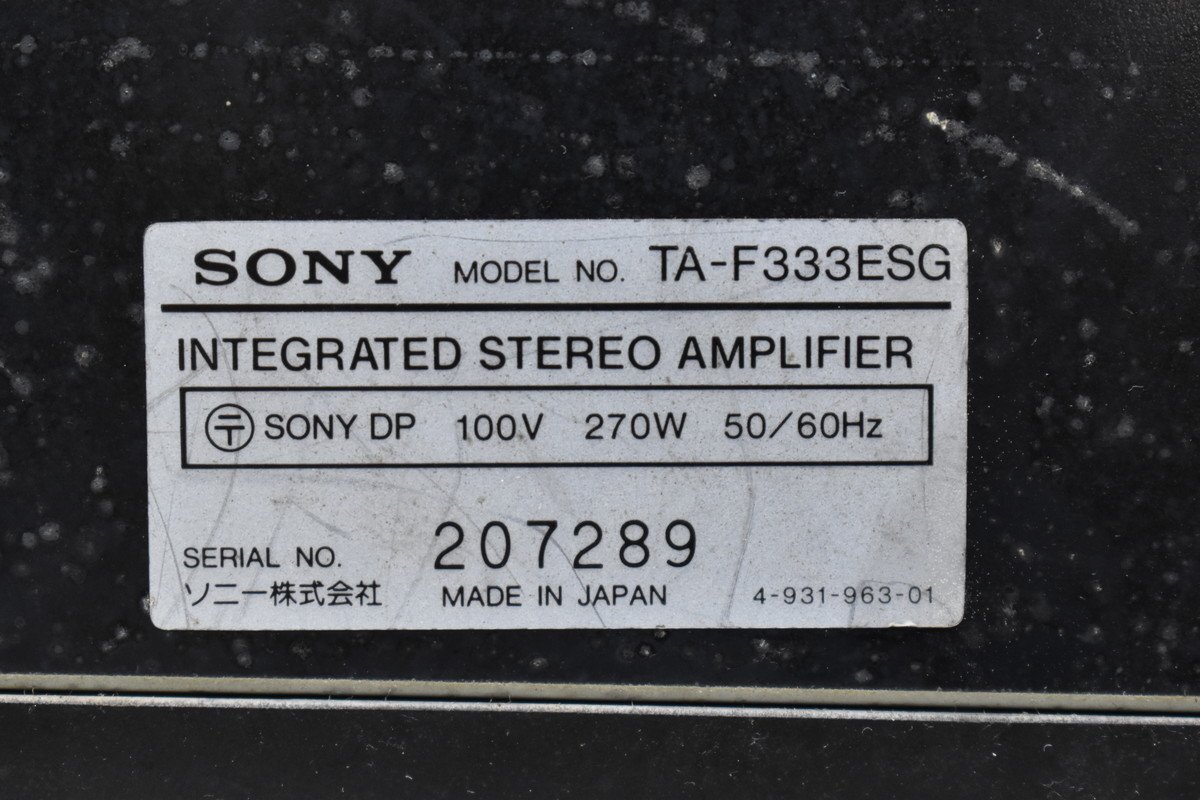 SONY MODEL NO. TA-F333ESG
INTEGRATED STEREO AMPLIFIER
〒 SONY DP 100V 270W 50/60Hz
SERIAL NO. 207289
ソニー株式会社 MADE IN JAPAN 4-931-963-01